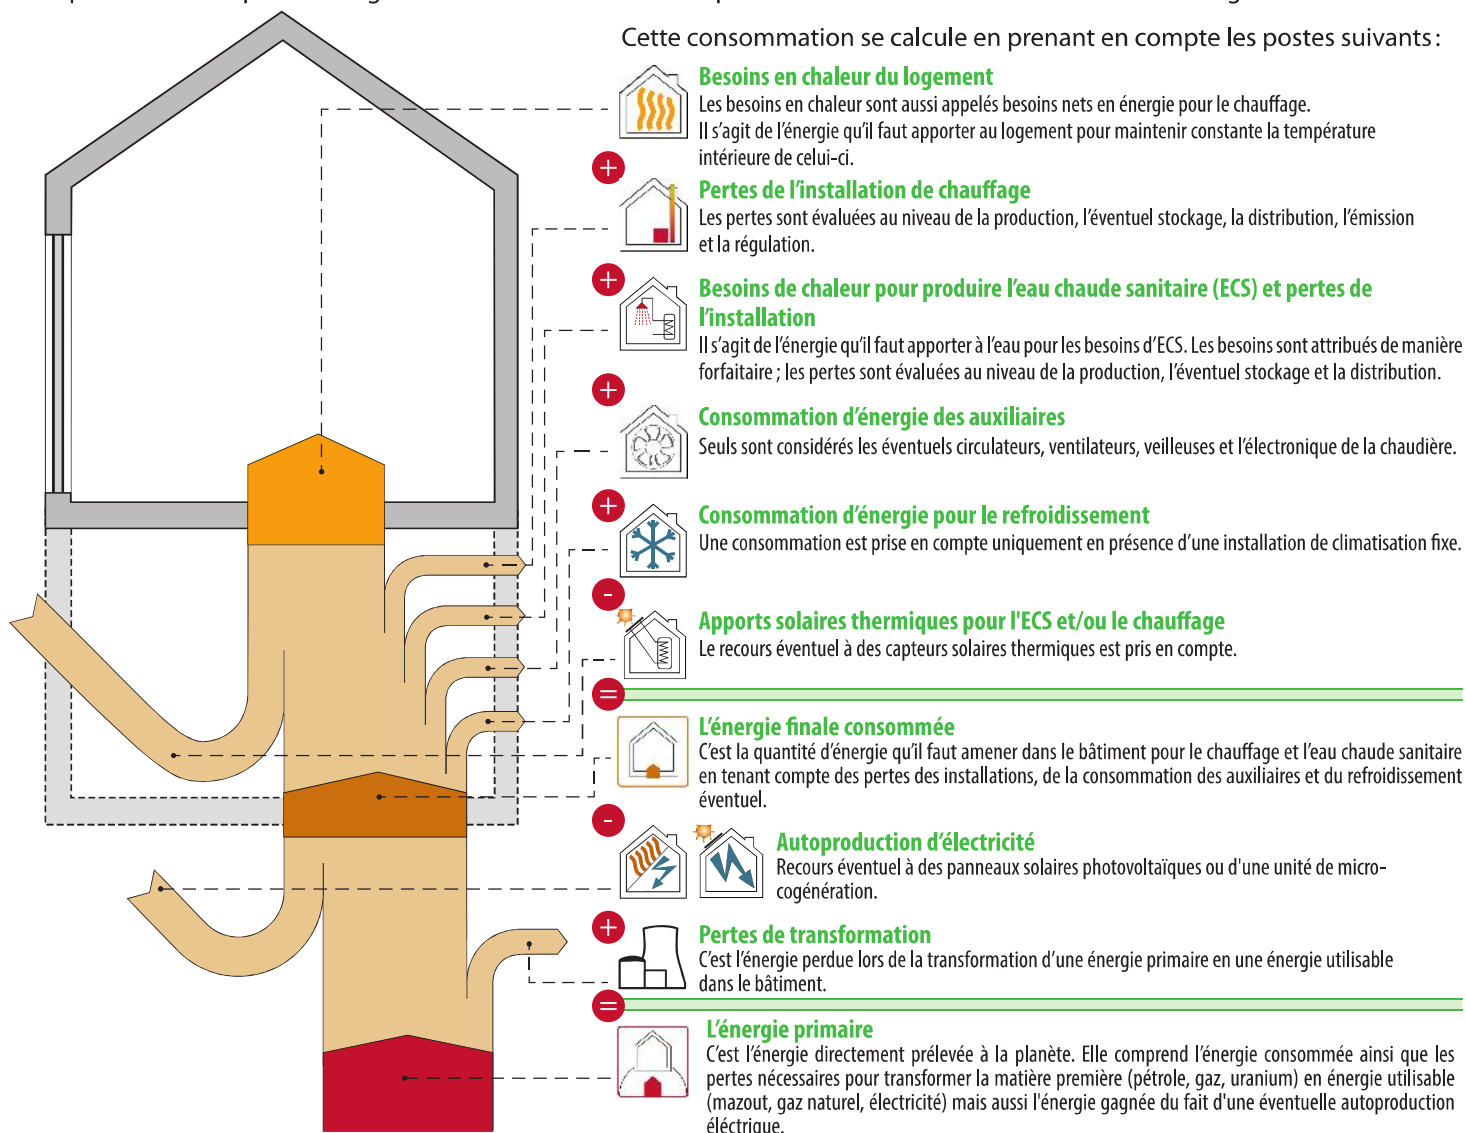 Cette consommation se calcule en prenant en compte les postes suivants :
Besoins en chaleur du logement
Les besoins en chaleur sont aussi appelés besoins nets en énergie pour le chauffage.
Il s'agit de l'énergie qu'il faut apporter au logement pour maintenir constante la température
intérieure de celui-ci.
+
Pertes de l'installation de chauffage
Les pertes sont évaluées au niveau de la production, l'éventuel stockage, la distribution, l'émission
et la régulation.
+
Besoins de chaleur pour produire l'eau chaude sanitaire (ECS) et pertes de
l'installation
Il s'agit de l'énergie qu'il faut apporter à l'eau pour les besoins d'ECS. Les besoins sont attribués de manière
forfaitaire ; les pertes sont évaluées au niveau de la production, l'éventuel stockage et la distribution.
+
Consommation d'énergie des auxiliaires
Seuls sont considérés les éventuels circulateurs, ventilateurs, veilleuses et l'électronique de la chaudière.
+
Consommation d'énergie pour le refroidissement
Une consommation est prise en compte uniquement en présence d'une installation de climatisation fixe.
-
Apports solaires thermiques pour l'ECS et/ou le chauffage
Le recours éventuel à des capteurs solaires thermiques est pris en compte.
=
L'énergie finale consommée
C'est la quantité d'énergie qu'il faut amener dans le bâtiment pour le chauffage et l'eau chaude sanitaire
en tenant compte des pertes des installations, de la consommation des auxiliaires et du refroidissement
éventuel.
-
Autoproduction d'électricité
Recours éventuel à des panneaux solaires photovoltaïques ou d'une unité de micro-
cogénération.
+
Pertes de transformation
C'est l'énergie perdue lors de la transformation d'une énergie primaire en une énergie utilisable
dans le bâtiment.
=
L'énergie primaire
C'est l'énergie directement prélevée à la planète. Elle comprend l'énergie consommée ainsi que les
pertes nécessaires pour transformer la matière première (pétrole, gaz, uranium) en énergie utilisable
(mazout, gaz naturel, électricité) mais aussi l'énergie gagnée du fait d'une éventuelle autoproduction
éléctrique.